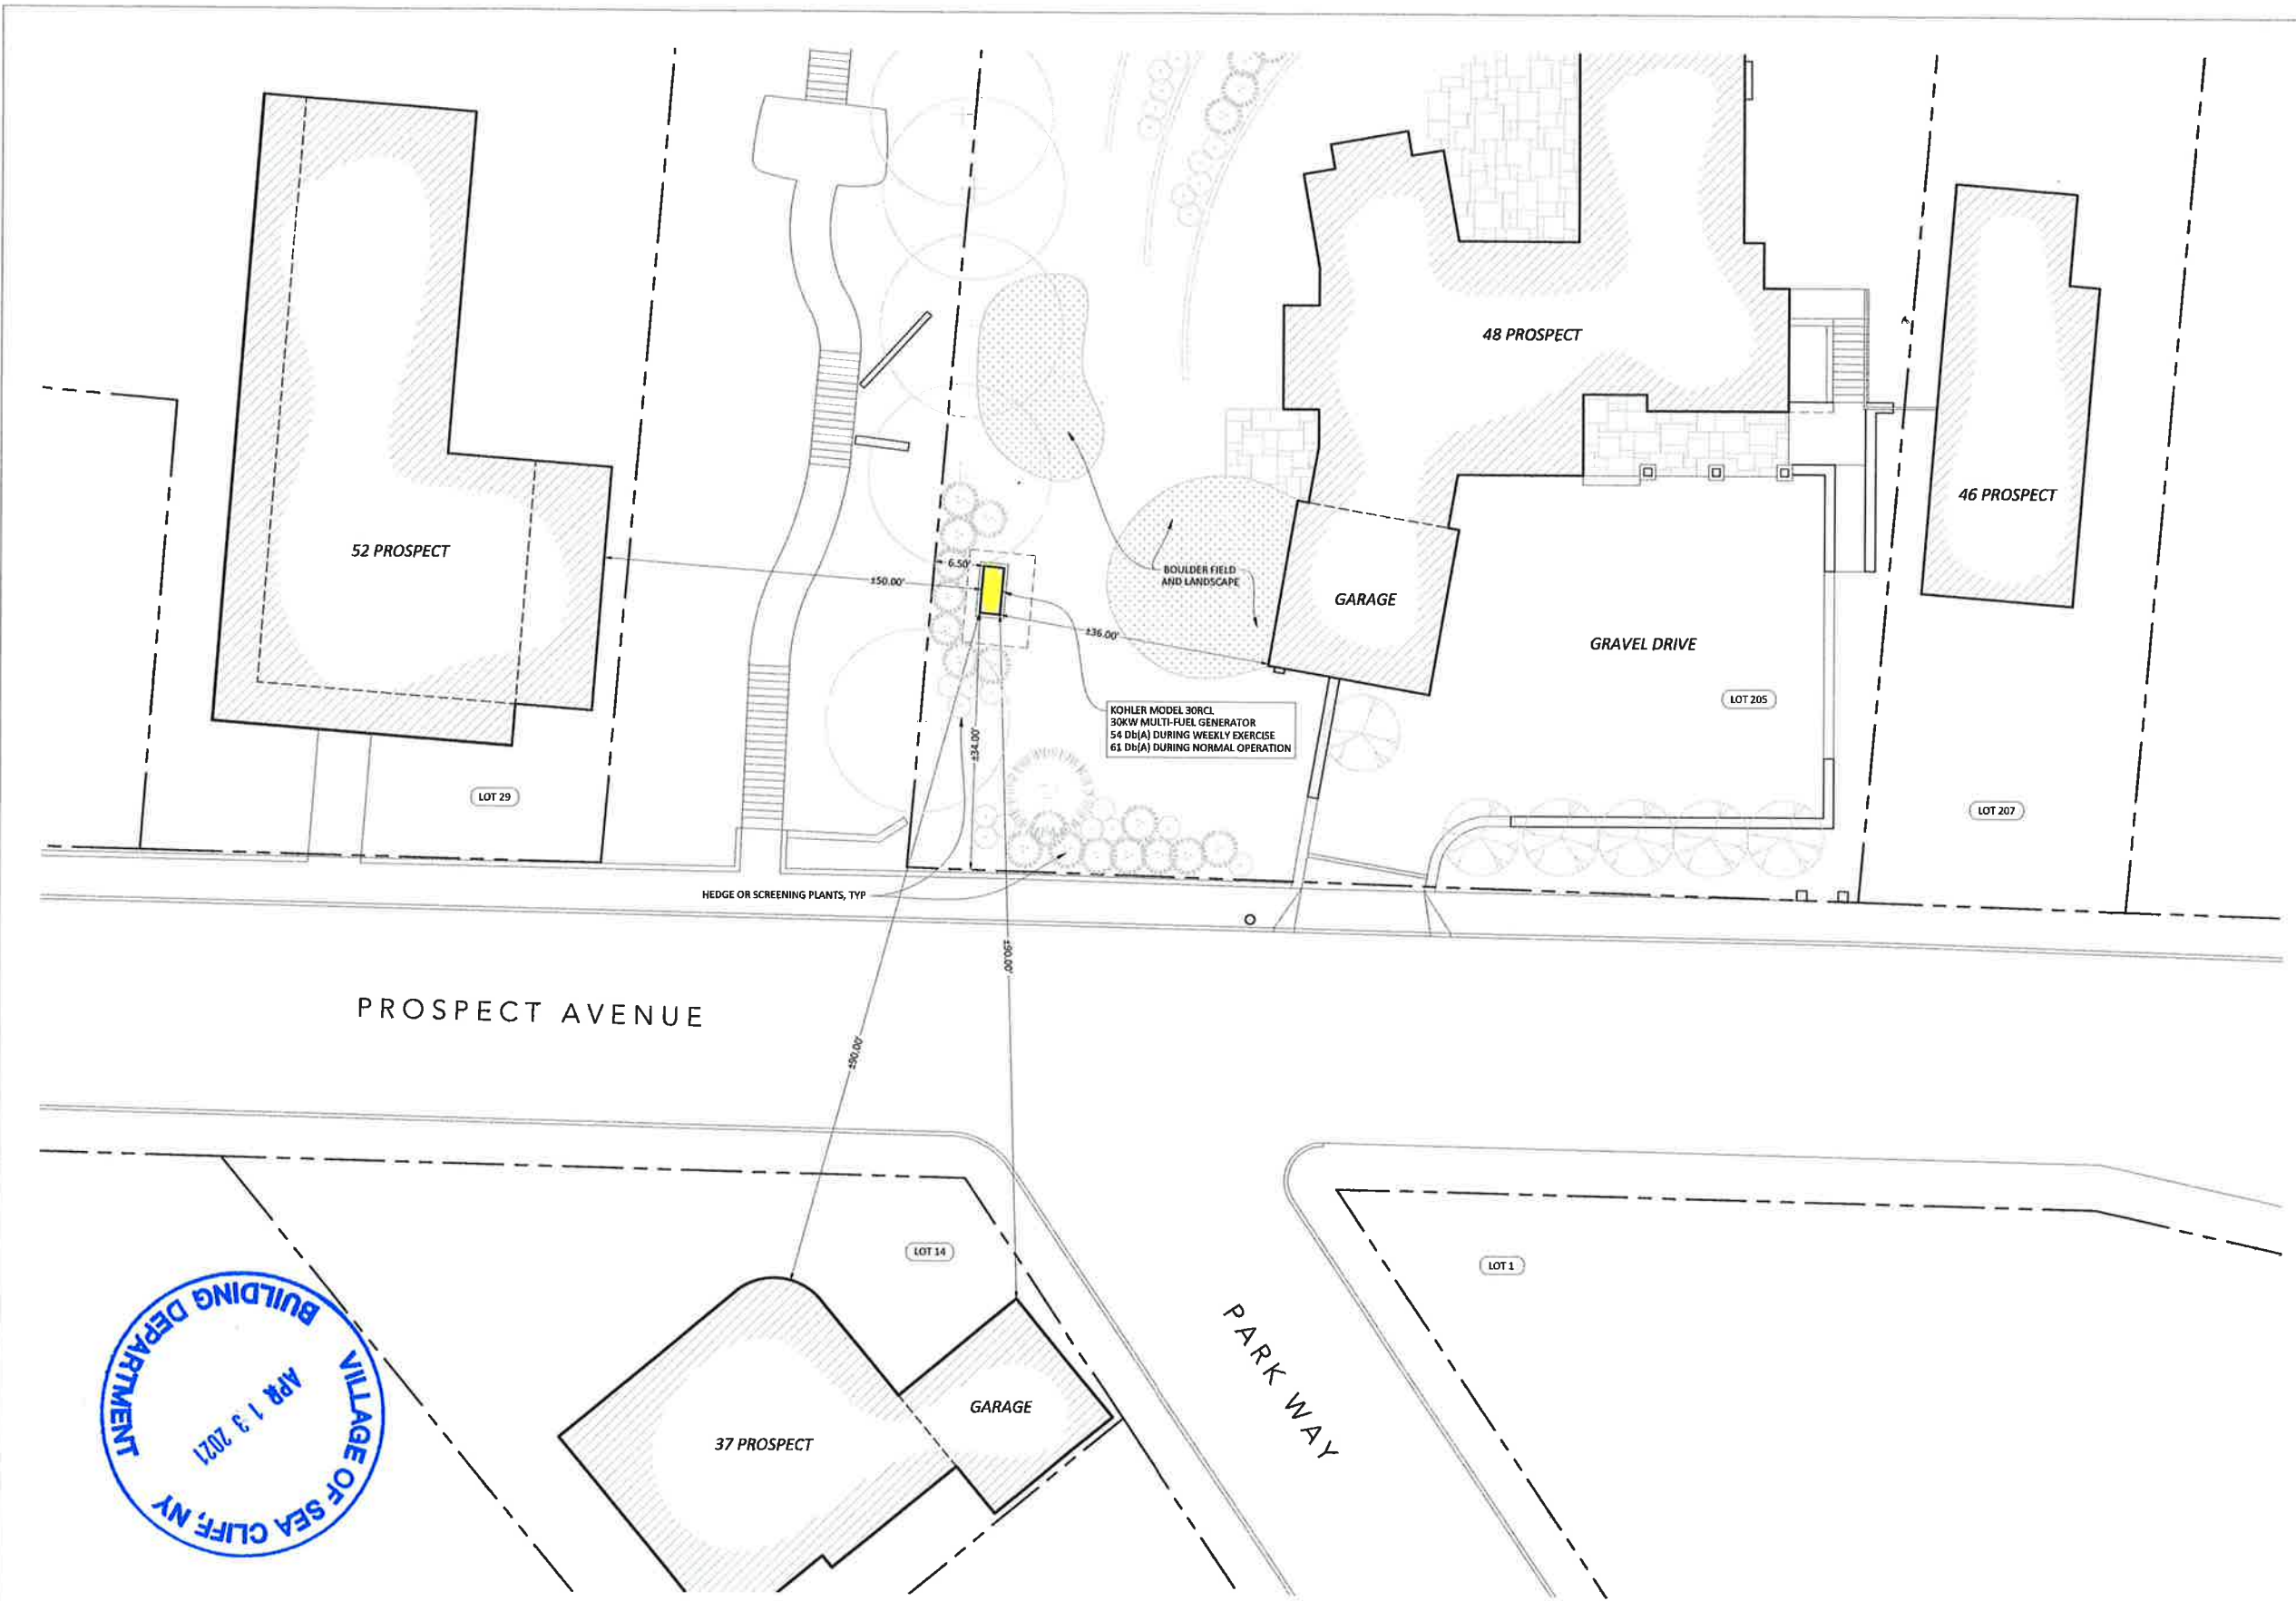 48 PROSPECT
46 PROSPECT
52 PROSPECT
6.50'
±50.00'
BOULDER FIELD
AND LANDSCAPE
GARAGE
±36.00'
GRAVEL DRIVE
LOT 205
KOHLER MODEL 30RCL
30KW MULTI-FUEL GENERATOR
54 Db(A) DURING WEEKLY EXERCISE
61 Db(A) DURING NORMAL OPERATION
±34.00'
LOT 29
LOT 207
HEDGE OR SCREENING PLANTS, TYP
±90.00'
PROSPECT AVENUE
±90.00'
LOT 14
LOT 1
PARK WAY
GARAGE
37 PROSPECT
BUILDING DEPARTMENT
APR 13 2021
VILLAGE OF SEA CLIFF, NY